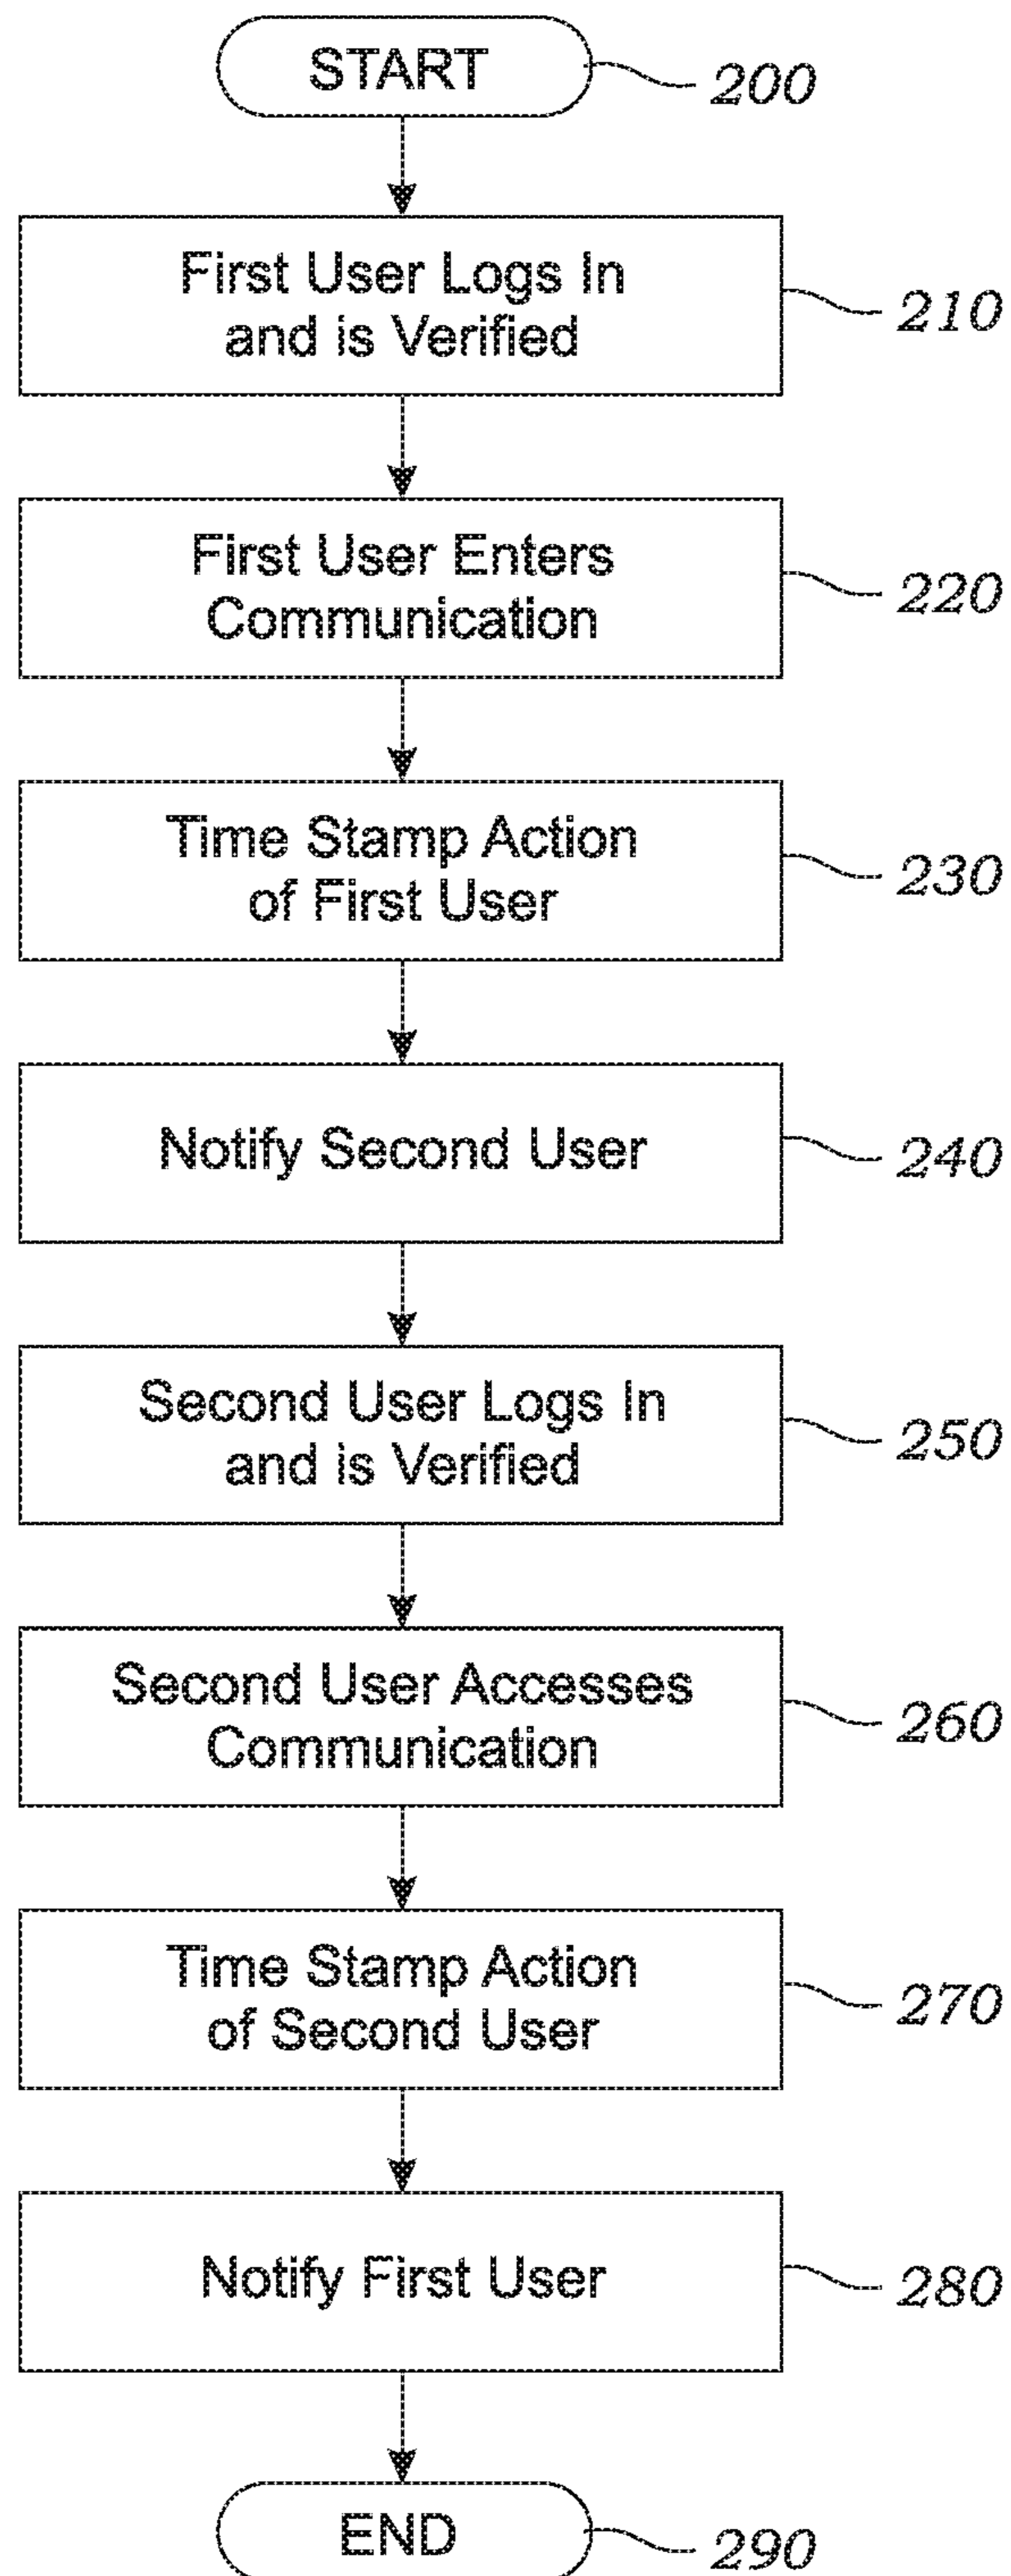 START
200
First User Logs In
and is Verified
210
First User Enters
Communication
220
Time Stamp Action
of First User
230
Notify Second User
240
Second User Logs In
and is Verified
250
Second User Accesses
Communication
260
Time Stamp Action
of Second User
270
Notify First User
280
END
290